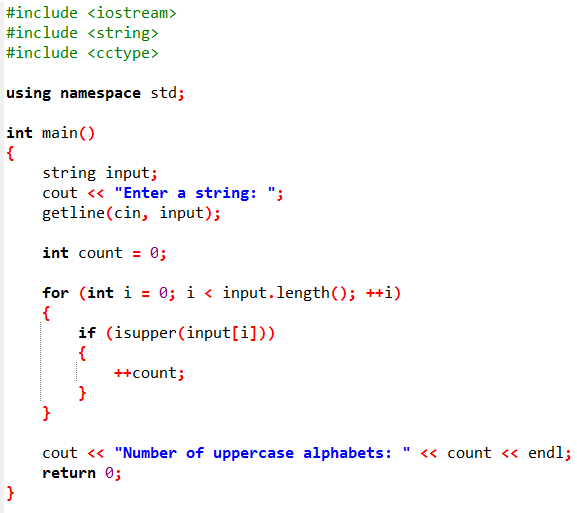 #include <iostream>
#include <string>
#include <cctype>

using namespace std;

int main()
{
    string input;
    cout << "Enter a string: ";
    getline(cin, input);

    int count = 0;

    for (int i = 0; i < input.length(); ++i)
    {
        if (isupper(input[i]))
        {
            ++count;
        }
    }

    cout << "Number of uppercase alphabets: " << count << endl;
    return 0;
}